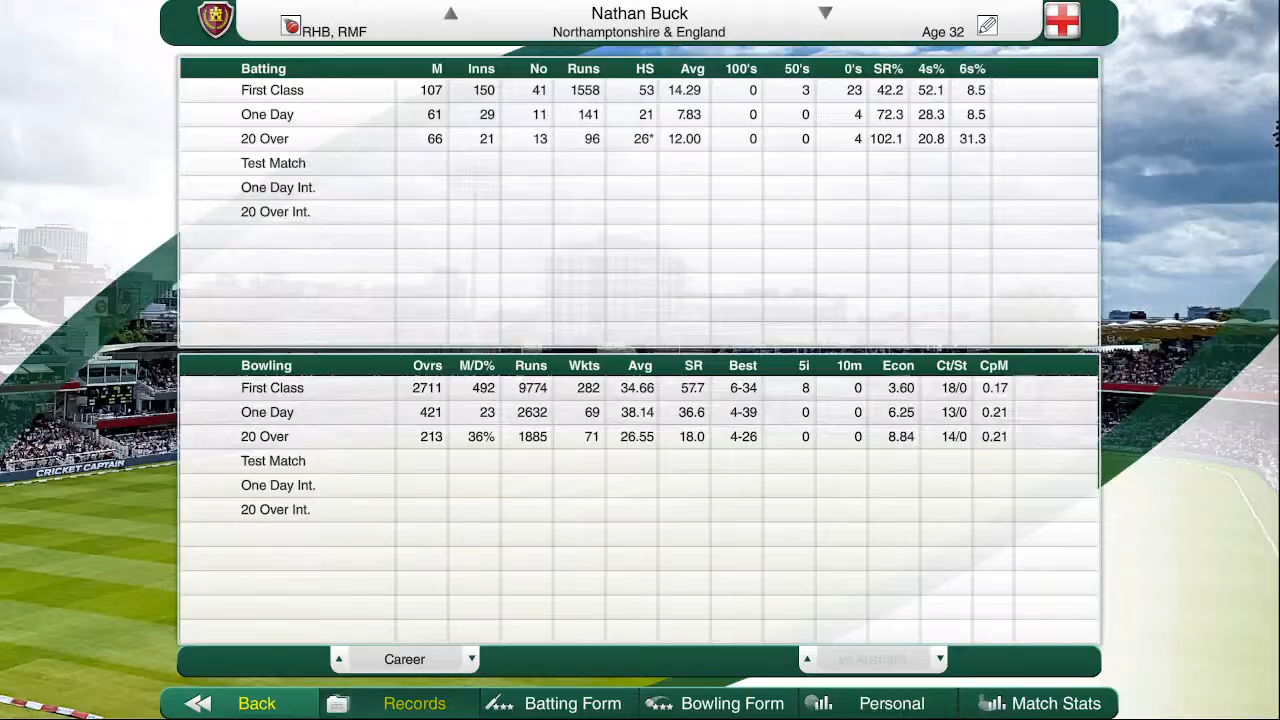 Nathan Buck
RHB, RMF
Northamptonshire & England
Age 32
Batting M Inns No Runs HS Avg 100's 50's 0's SR% 4s% 6s%
First Class 107 150 41 1558 53 14.29 0 3 23 42.2 52.1 8.5
One Day 61 29 11 141 21 7.83 0 0 4 72.3 28.3 8.5
20 Over 66 21 13 96 26* 12.00 0 0 4 102.1 20.8 31.3
Test Match
One Day Int.
20 Over Int.
Bowling Ovrs M/D% Runs Wkts Avg SR Best 5i 10m Econ Ct/St CpM
First Class 2711 492 9774 282 34.66 57.7 6-34 8 0 3.60 18/0 0.17
One Day 421 23 2632 69 38.14 36.6 4-39 0 0 6.25 13/0 0.21
20 Over 213 36% 1885 71 26.55 18.0 4-26 0 0 8.84 14/0 0.21
Test Match
One Day Int.
20 Over Int.
CRICKET CAPTAIN
Career
vs Australia
Back Records Batting Form Bowling Form Personal Match Stats